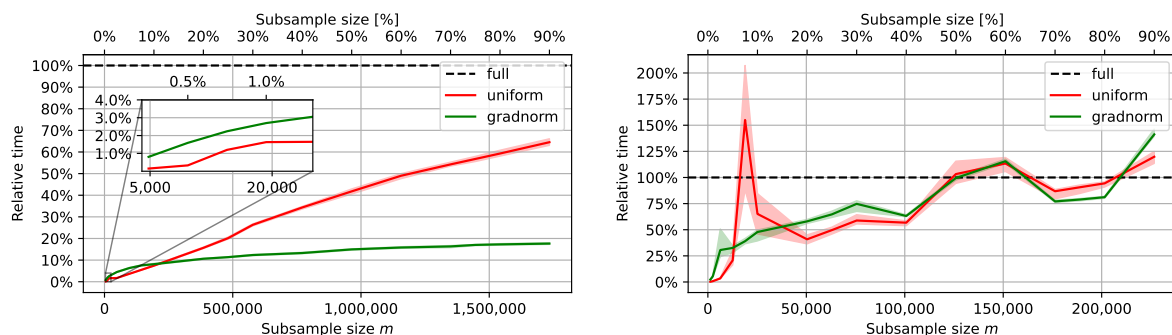 Subsample size [%]
0% 10% 20% 30% 40% 50% 60% 70% 80% 90%
Relative time
100%
90%
80%
70%
60%
50%
40%
30%
20%
10%
0%
full
uniform
gradnorm
0.5% 1.0%
4.0%
3.0%
2.0%
1.0%
5,000 20,000
0 500,000 1,000,000 1,500,000
Subsample size m
Subsample size [%]
0% 10% 20% 30% 40% 50% 60% 70% 80% 90%
Relative time
200%
175%
150%
125%
100%
75%
50%
25%
0%
full
uniform
gradnorm
0 50,000 100,000 150,000 200,000
Subsample size m